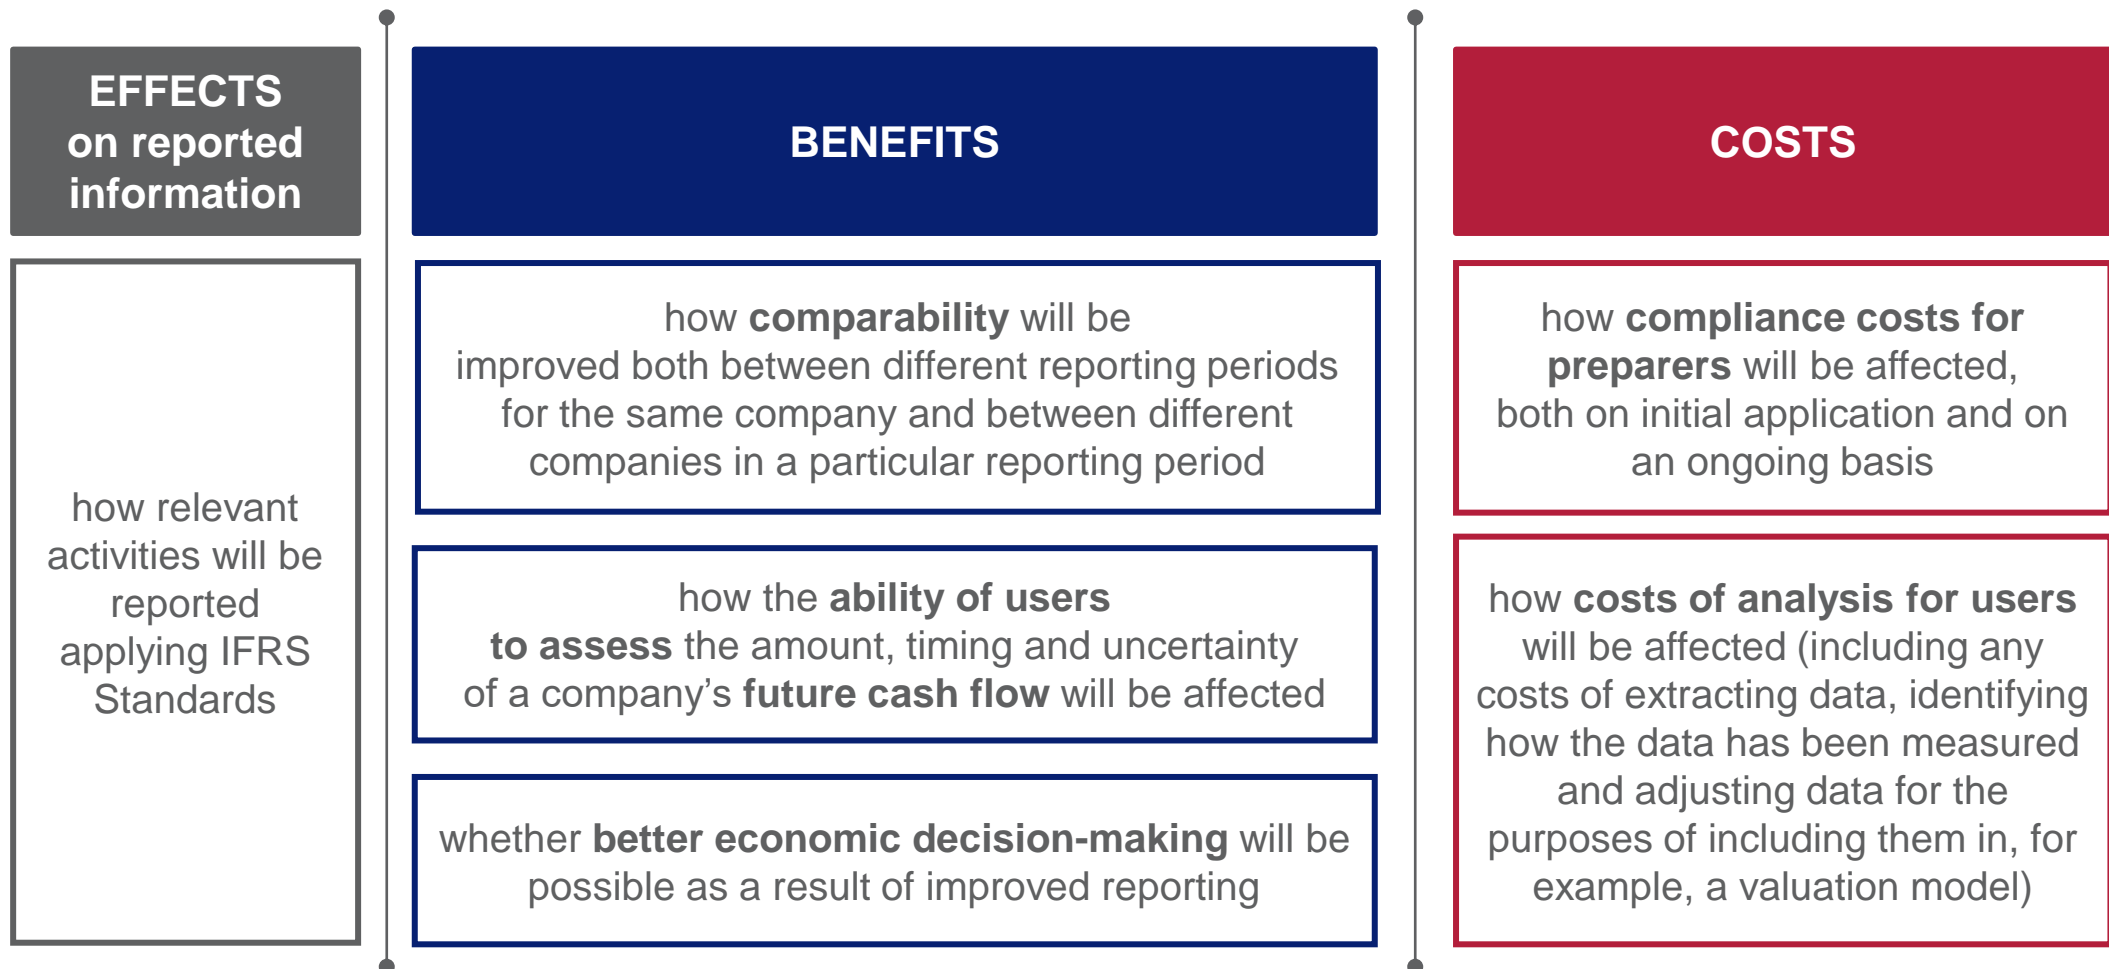 EFFECTS
on reported
information
how relevant
activities will be
reported
applying IFRS
Standards
BENEFITS
how comparability will be
improved both between different reporting periods
for the same company and between different
companies in a particular reporting period
how the ability of users
to assess the amount, timing and uncertainty
of a company’s future cash flow will be affected
whether better economic decision-making will be
possible as a result of improved reporting
COSTS
how compliance costs for
preparers will be affected,
both on initial application and on
an ongoing basis
how costs of analysis for users
will be affected (including any
costs of extracting data, identifying
how the data has been measured
and adjusting data for the
purposes of including them in, for
example, a valuation model)